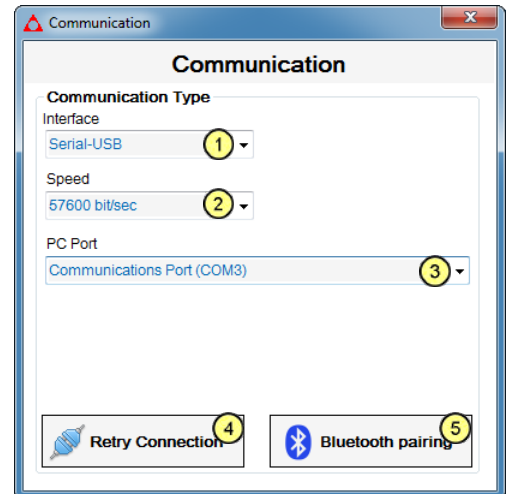 Communication
Communication
Communication Type
Interface
Serial-USB 1
Speed
57600 bit/sec 2
PC Port
Communications Port (COM3) 3
Retry Connection 4
Bluetooth pairing 5